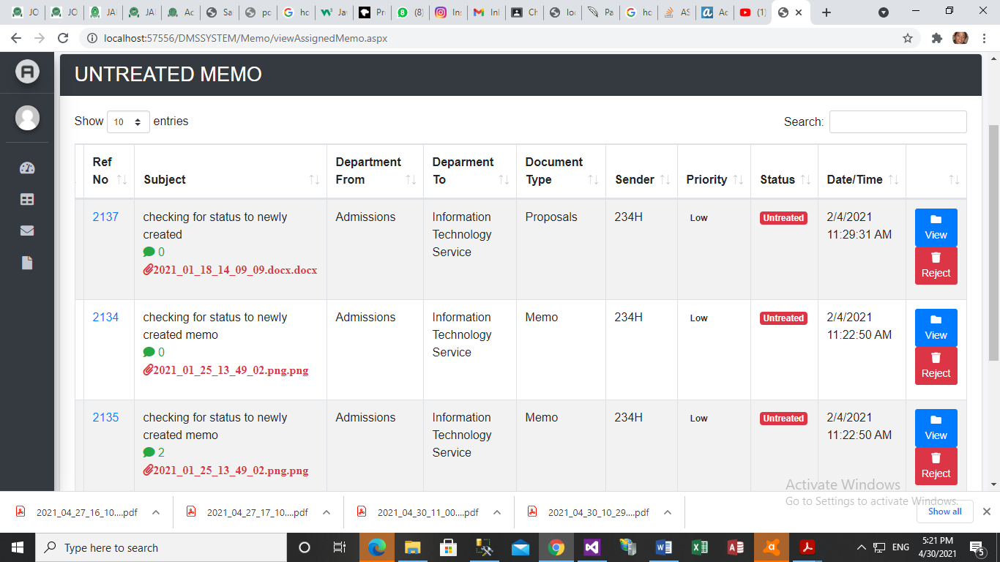 JO
JO
JAI
JAI
Ac
Sa
pc
hc
Ja
Pr
(8)
In
Inl
Ch
loc
Pa
hc
AS
Ac
(1)
localhost:57556/DMSSYSTEM/Memo/viewAssignedMemo.aspx
UNTREATED MEMO
Show 10 entries
Search:
Ref No
Subject
Department From
Deparment To
Document Type
Sender
Priority
Status
Date/Time
2137
checking for status to newly
created
0
2021_01_18_14_09_09.docx.docx
Admissions
Information
Technology
Service
Proposals
234H
Low
Untreated
2/4/2021
11:29:31 AM
View
Reject
2134
checking for status to newly
created memo
0
2021_01_25_13_49_02.png.png
Admissions
Information
Technology
Service
Memo
234H
Low
Untreated
2/4/2021
11:22:50 AM
View
Reject
2135
checking for status to newly
created memo
2
2021_01_25_13_49_02.png.png
Admissions
Information
Technology
Service
Memo
234H
Low
Untreated
2/4/2021
11:22:50 AM
View
Reject
Activate Windows
Go to Settings to activate Windows.
2021_04_27_16_10....pdf
2021_04_27_17_10....pdf
2021_04_30_11_00....pdf
2021_04_30_10_29....pdf
Show all
Type here to search
ENG
5:21 PM
4/30/2021
5